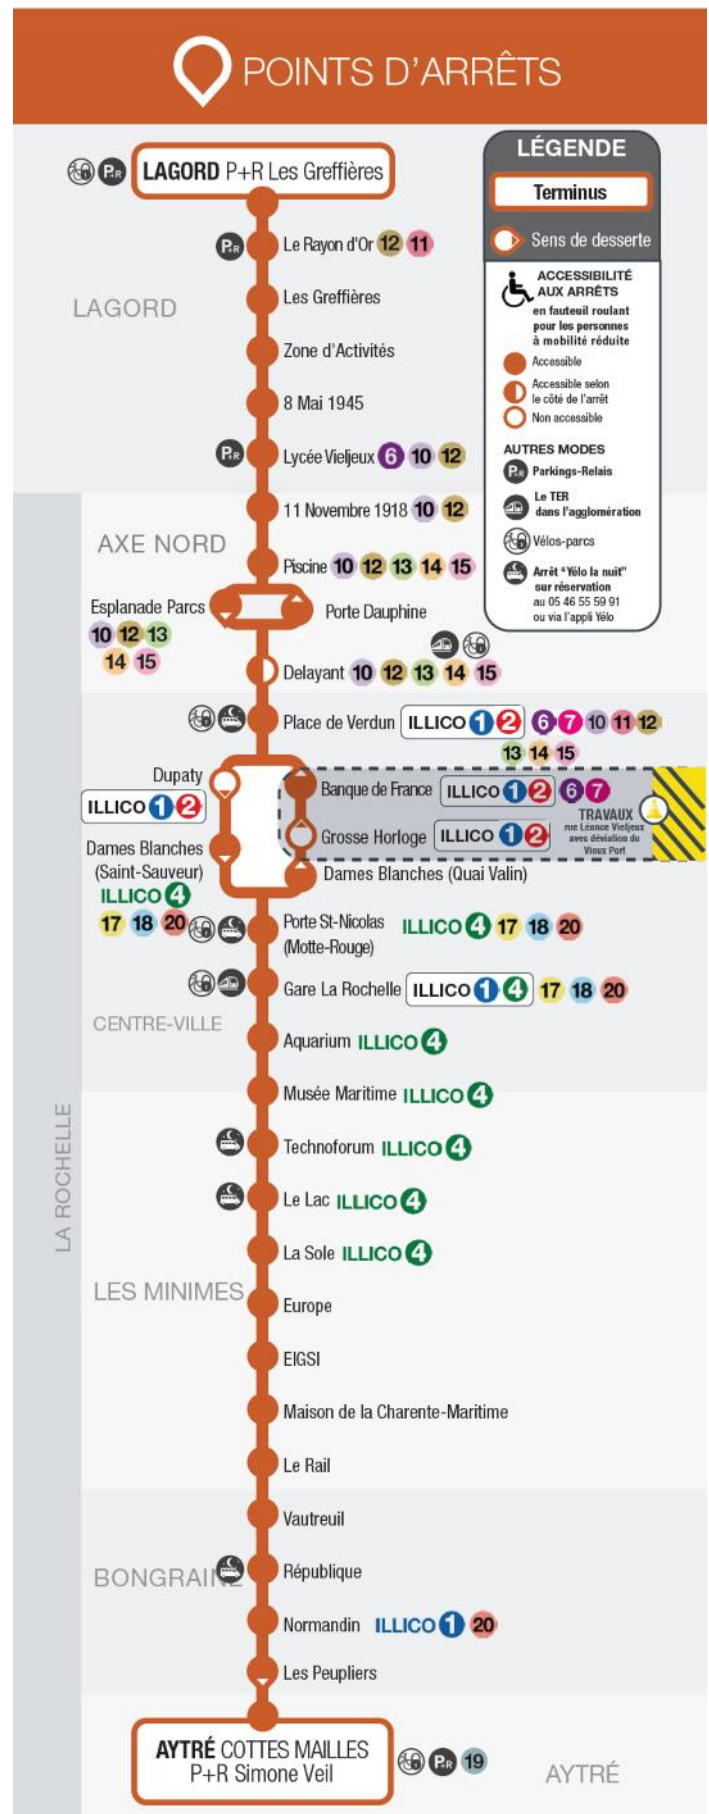 POINTS D'ARRÊTS
LÉGENDE
Terminus
Sens de desserte
ACCESSIBILITÉ
AUX ARRÊTS
en fauteuil roulant
pour les personnes
à mobilité réduite
Accessible
Accessible selon
le côté de l'arrêt
Non accessible
AUTRES MODES
P+R Parkings-Relais
Le TER
dans l'agglomération
Vélos-parcs
Arrêt "Yélo la nuit"
sur réservation
au 05 46 55 59 91
ou via l'appli Yélo
P+R LAGORD P+R Les Greffières
LAGORD
P+R Le Rayon d'Or 12 11
Les Greffières
Zone d'Activités
8 Mai 1945
P+R Lycée Vieljeux 6 10 12
LA ROCHELLE
AXE NORD
11 Novembre 1918 10 12
Piscine 10 12 13 14 15
Esplanade Parcs
10 12 13
14 15
Porte Dauphine
Delayant 10 12 13 14 15
CENTRE-VILLE
Place de Verdun ILLICO 1 2 6 7 10 11 12
13 14 15
Dupaty
ILLICO 1 2
Dames Blanches
(Saint-Sauveur)
ILLICO 4
17 18 20
Banque de France ILLICO 1 2 6 7
Grosse Horloge ILLICO 1 2
TRAVAUX
rue Léonce Vieljeux
avec déviation du
Vieux Port
Dames Blanches (Quai Valin)
Porte St-Nicolas ILLICO 4 17 18 20
(Motte-Rouge)
Gare La Rochelle ILLICO 1 4 17 18 20
Aquarium ILLICO 4
LES MINIMES
Musée Maritime ILLICO 4
Technoforum ILLICO 4
Le Lac ILLICO 4
La Sole ILLICO 4
Europe
EIGSI
Maison de la Charente-Maritime
Le Rail
BONGRAINE
Vautreuil
République
Normandin ILLICO 1 20
Les Peupliers
AYTRÉ COTTES MAILLES
P+R Simone Veil
P+R 19
AYTRÉ